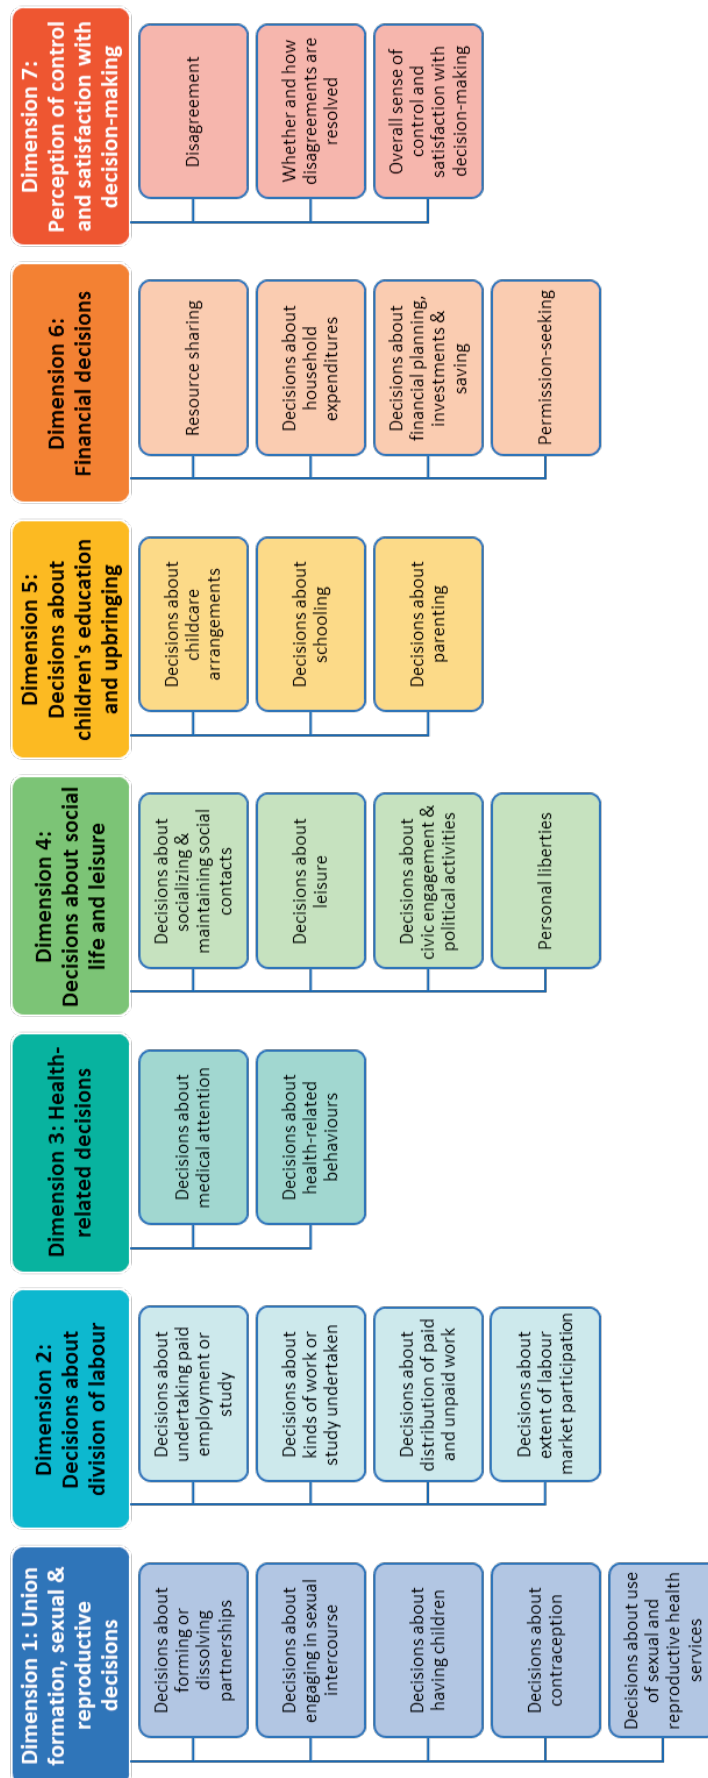 Dimension 1: Union
formation, sexual &
reproductive
decisions
Decisions about
forming or
dissolving
partnerships
Decisions about
engaging in sexual
intercourse
Decisions about
having children
Decisions about
contraception
Decisions about use
of sexual and
reproductive health
services
Dimension 2:
Decisions about
division of labour
Decisions about
undertaking paid
employment or
study
Decisions about
kinds of work or
study undertaken
Decisions about
distribution of paid
and unpaid work
Decisions about
extent of labour
market participation
Dimension 3: Health-
related decisions
Decisions about
medical attention
Decisions about
health-related
behaviours
Dimension 4:
Decisions about social
life and leisure
Decisions about
socializing &
maintaining social
contacts
Decisions about
leisure
Decisions about
civic engagement &
political activities
Personal liberties
Dimension 5:
Decisions about
children's education
and upbringing
Decisions about
childcare
arrangements
Decisions about
schooling
Decisions about
parenting
Dimension 6:
Financial decisions
Resource sharing
Decisions about
household
expenditures
Decisions about
financial planning,
investments &
saving
Permission-seeking
Dimension 7:
Perception of control
and satisfaction with
decision-making
Disagreement
Whether and how
disagreements are
resolved
Overall sense of
control and
satisfaction with
decision-making